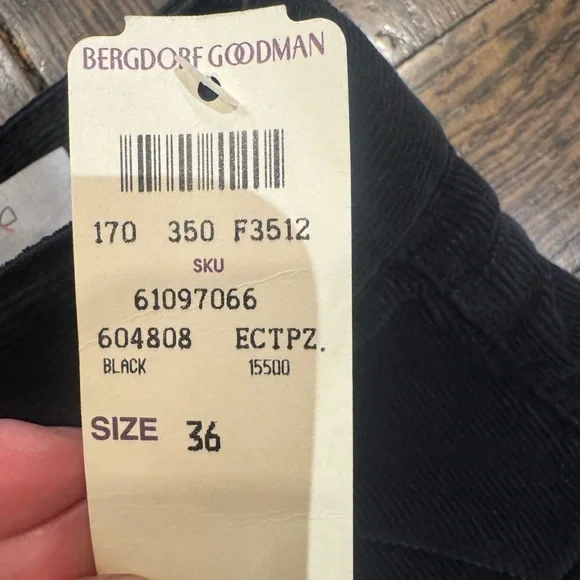 BERGDORF GOODMAN
170 350 F3512
SKU
61097066
604808 ECTPZ.
BLACK 15500
SIZE 36